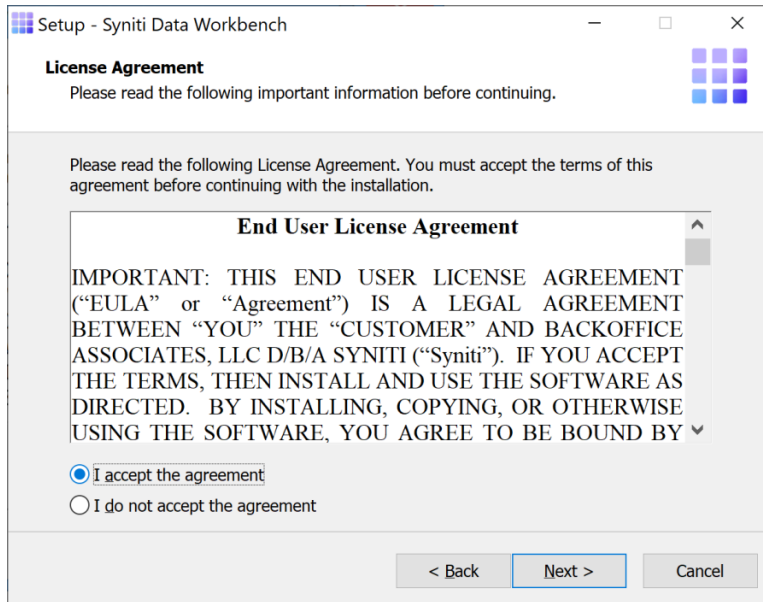 Setup - Syniti Data Workbench
License Agreement
Please read the following important information before continuing.
Please read the following License Agreement. You must accept the terms of this
agreement before continuing with the installation.
End User License Agreement
IMPORTANT: THIS END USER LICENSE AGREEMENT
(“EULA” or “Agreement”) IS A LEGAL AGREEMENT
BETWEEN “YOU” THE “CUSTOMER” AND BACKOFFICE
ASSOCIATES, LLC D/B/A SYNITI (“Syniti”). IF YOU ACCEPT
THE TERMS, THEN INSTALL AND USE THE SOFTWARE AS
DIRECTED. BY INSTALLING, COPYING, OR OTHERWISE
USING THE SOFTWARE, YOU AGREE TO BE BOUND BY
I accept the agreement
I do not accept the agreement
< Back Next > Cancel